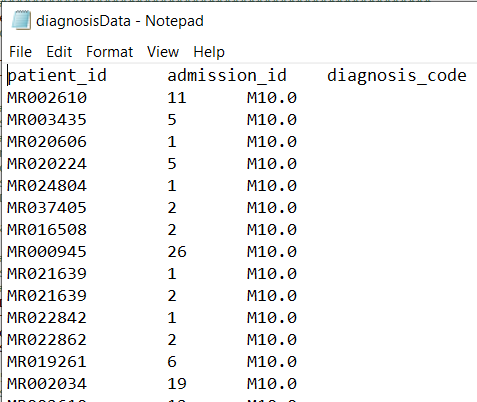 diagnosisData - Notepad
File Edit Format View Help
patient_id admission_id diagnosis_code
MR002610 11 M10.0
MR003435 5 M10.0
MR020606 1 M10.0
MR020224 5 M10.0
MR024804 1 M10.0
MR037405 2 M10.0
MR016508 2 M10.0
MR000945 26 M10.0
MR021639 1 M10.0
MR021639 2 M10.0
MR022842 1 M10.0
MR022862 2 M10.0
MR019261 6 M10.0
MR002034 19 M10.0